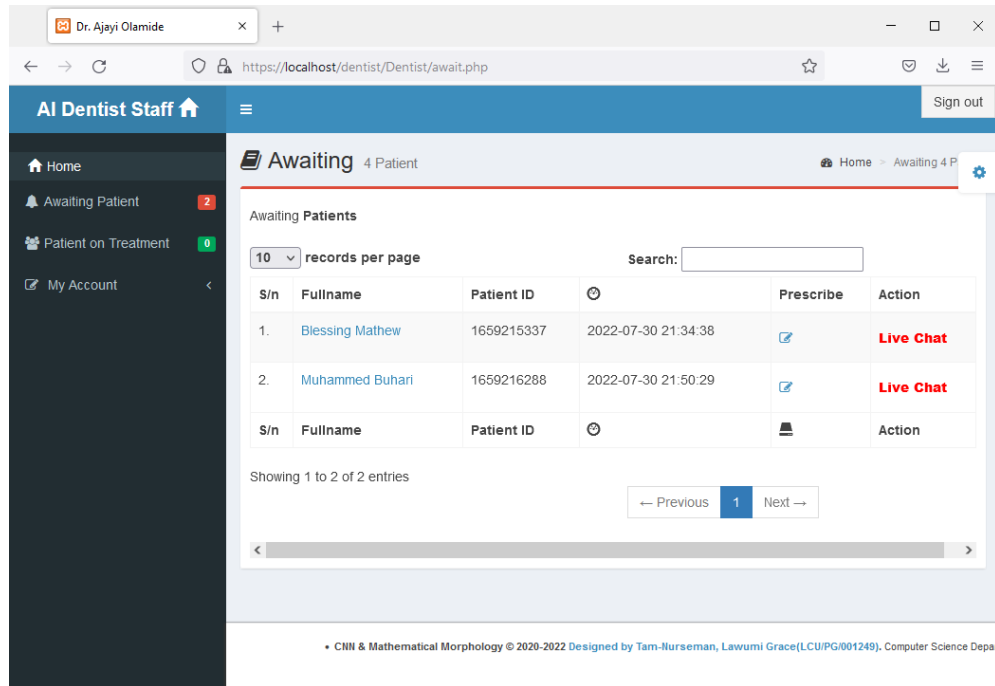 Dr. Ajayi Olamide
https://localhost/dentist/Dentist/await.php
AI Dentist Staff
Sign out
Home
Awaiting Patient 2
Patient on Treatment 0
My Account
Awaiting 4 Patient
Home > Awaiting 4 P
Awaiting Patients
10 records per page
Search:
S/n Fullname Patient ID Prescribe Action
1. Blessing Mathew 1659215337 2022-07-30 21:34:38 Live Chat
2. Muhammed Buhari 1659216288 2022-07-30 21:50:29 Live Chat
S/n Fullname Patient ID Action
Showing 1 to 2 of 2 entries
← Previous 1 Next →
• CNN & Mathematical Morphology © 2020-2022 Designed by Tam-Nurseman, Lawumi Grace(LCU/PG/001249). Computer Science Depa